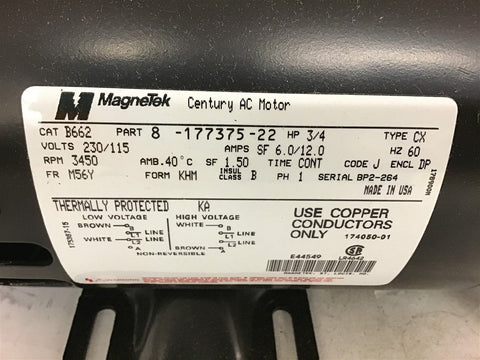 M MagneTek Century AC Motor
CAT B662 PART 8 -177375-22 HP 3/4 TYPE CX
VOLTS 230/115 AMPS SF 6.0/12.0 HZ 60
RPM 3450 AMB.40°C SF 1.50 TIME CONT CODE J ENCL DP
FR M56Y FORM KHM INSUL CLASS B PH 1 SERIAL BP2-264
MADE IN USA
THERMALLY PROTECTED KA
LOW VOLTAGE HIGH VOLTAGE
BROWN B WHITE B
L1 LINE L1 LINE
WHITE LINE LINE
L2 L2
A BROWN A
NON-REVERSIBLE
USE COPPER
CONDUCTORS
ONLY 174050-01
E44549 LR4642